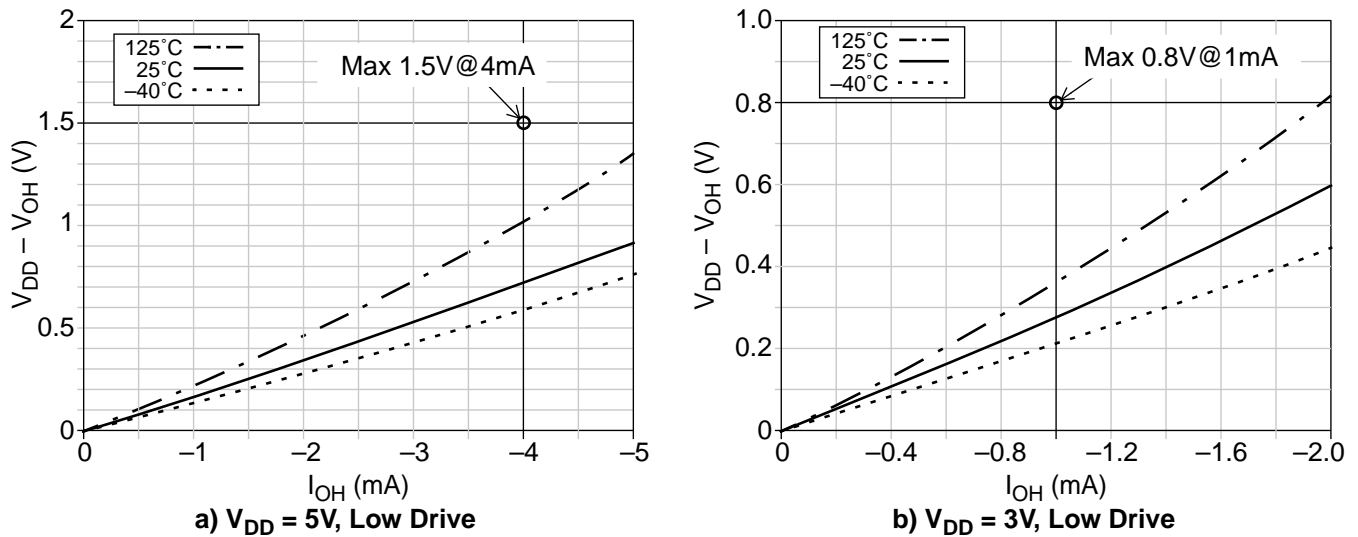 2
125˚C
25˚C
–40˚C
Max 1.5V@4mA
1.5
1
0.5
0
VDD – VOH (V)
0
–1
–2
–3
–4
–5
IOH (mA)
a) VDD = 5V, Low Drive
1.0
125˚C
25˚C
–40˚C
Max 0.8V@1mA
0.8
0.6
0.4
0.2
0
VDD – VOH (V)
0
–0.4
–0.8
–1.2
–1.6
–2.0
IOH (mA)
b) VDD = 3V, Low Drive